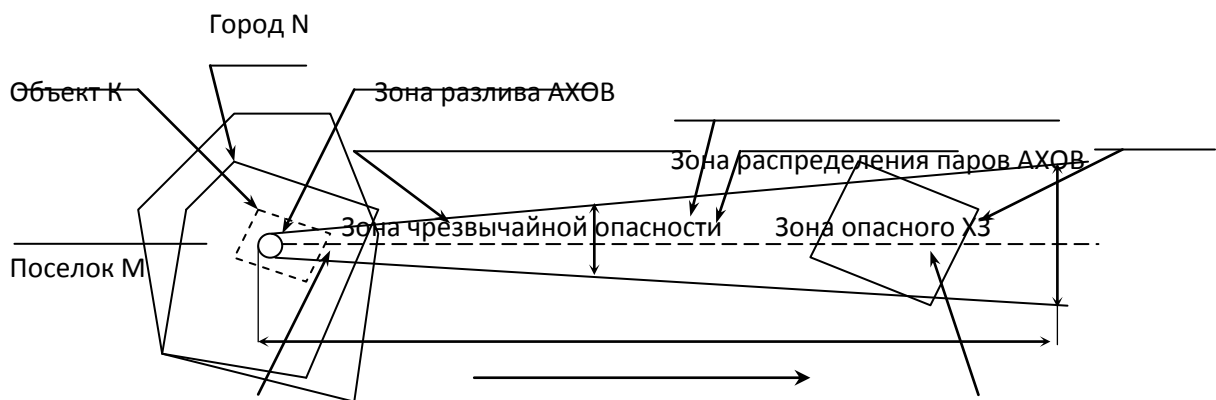 Город N
Объект К
Зона разлива АХОВ
Зона распределения паров АХОВ
Зона чрезвычайной опасности
Зона опасного ХЗ
Поселок М